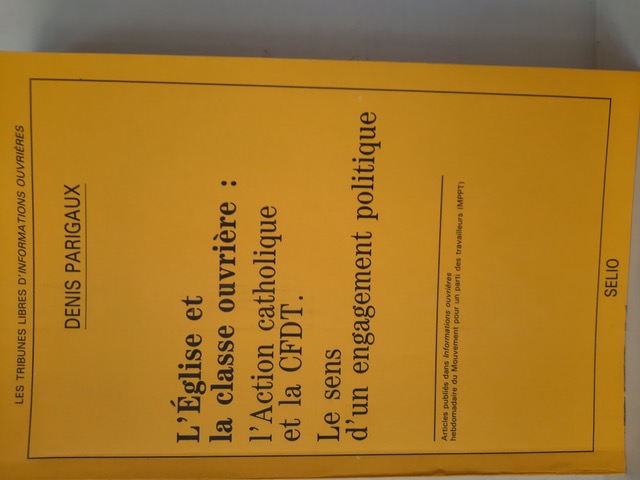 LES TRIBUNES LIBRES D'INFORMATIONS OUVRIÈRES
DENIS PARIGAUX
L'Église et
la classe ouvrière :
l'Action catholique
et la CFDT.
Le sens
d'un engagement politique
Articles publiés dans Informations ouvrières
hebdomadaire du Mouvement pour un parti des travailleurs (MPPT)
SELIO